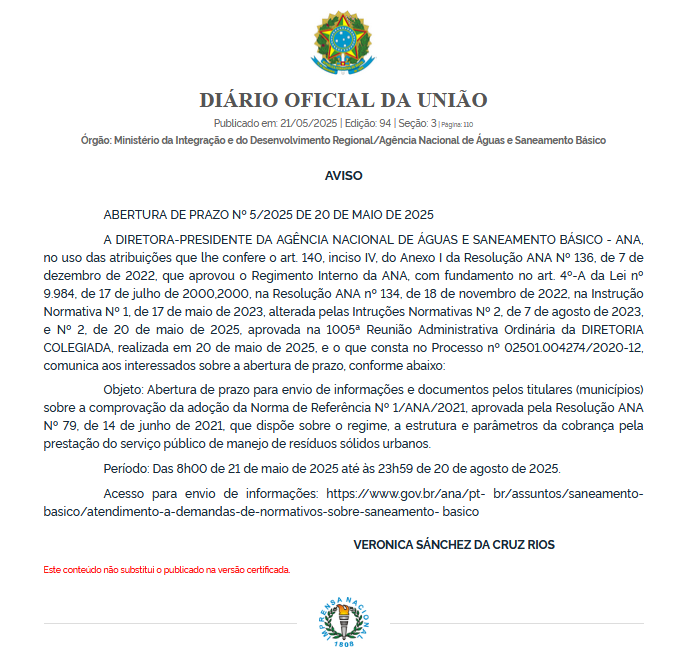 DIÁRIO OFICIAL DA UNIÃO
Publicado em: 21/05/2025 | Edição: 94 | Seção: 3 | Página: 110
Órgão: Ministério da Integração e do Desenvolvimento Regional/Agência Nacional de Águas e Saneamento Básico
AVISO
ABERTURA DE PRAZO Nº 5/2025 DE 20 DE MAIO DE 2025
A DIRETORA-PRESIDENTE DA AGÊNCIA NACIONAL DE ÁGUAS E SANEAMENTO BÁSICO - ANA,
no uso das atribuições que lhe confere o art. 140, inciso IV, do Anexo I da Resolução ANA Nº 136, de 7 de
dezembro de 2022, que aprovou o Regimento Interno da ANA, com fundamento no art. 4º-A da Lei nº
9.984, de 17 de julho de 2000,2000, na Resolução ANA nº 134, de 18 de novembro de 2022, na Instrução
Normativa Nº 1, de 17 de maio de 2023, alterada pelas Intruções Normativas Nº 2, de 7 de agosto de 2023,
e Nº 2, de 20 de maio de 2025, aprovada na 1005ª Reunião Administrativa Ordinária da DIRETORIA
COLEGIADA, realizada em 20 de maio de 2025, e o que consta no Processo nº 02501.004274/2020-12,
comunica aos interessados sobre a abertura de prazo, conforme abaixo:
Objeto: Abertura de prazo para envio de informações e documentos pelos titulares (municípios)
sobre a comprovação da adoção da Norma de Referência Nº 1/ANA/2021, aprovada pela Resolução ANA
Nº 79, de 14 de junho de 2021, que dispõe sobre o regime, a estrutura e parâmetros da cobrança pela
prestação do serviço público de manejo de resíduos sólidos urbanos.
Período: Das 8h00 de 21 de maio de 2025 até às 23h59 de 20 de agosto de 2025.
Acesso para envio de informações: https://www.gov.br/ana/pt- br/assuntos/saneamento-
basico/atendimento-a-demandas-de-normativos-sobre-saneamento- basico
VERONICA SÁNCHEZ DA CRUZ RIOS
Este conteúdo não substitui o publicado na versão certificada.
IMPRENSA NACIONAL
1808